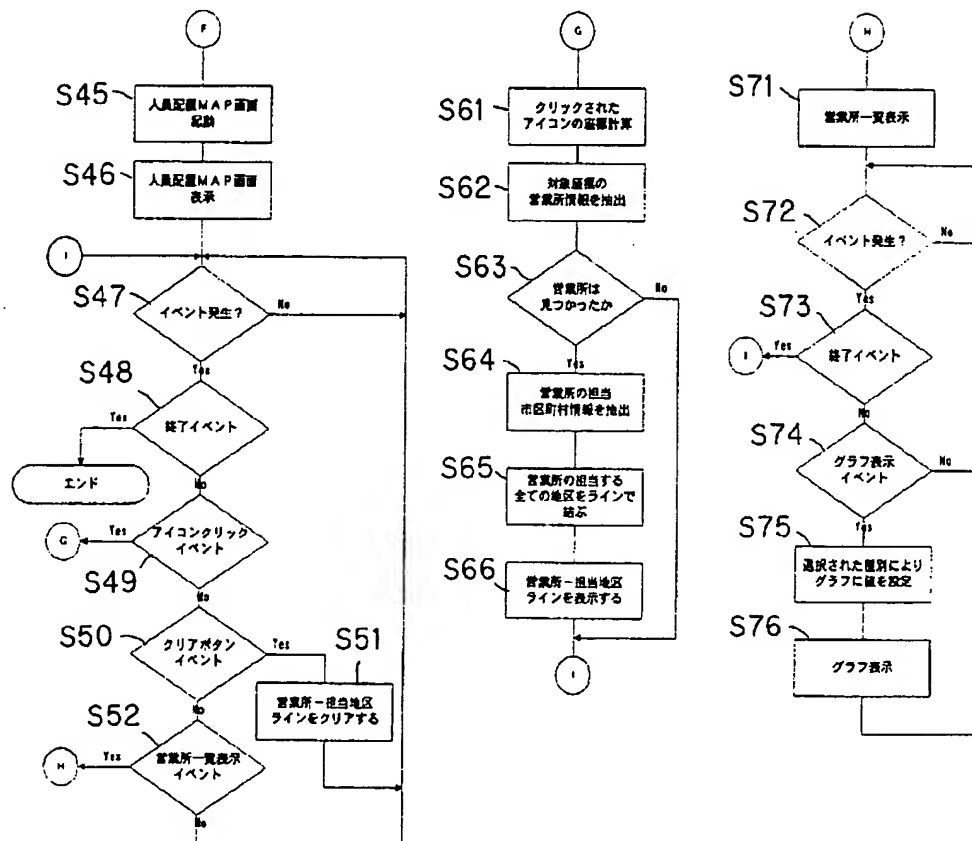 F
S45
人員配置MAP画面
起動
S46
人員配置MAP画面
表示
I
S47
イベント発生?
No
Yes
S48
終了イベント
Yes
エンド
No
アイコンクリック
イベント
Yes
G
S49
No
S50
クリアボタン
イベント
Yes
S51
営業所-担当地区
ラインをクリアする
No
S52
営業所一覧表示
イベント
Yes
H
No
G
S61
クリックされた
アイコンの座標計算
S62
対象座標の
営業所情報を抽出
S63
営業所は
見つかったか
No
Yes
S64
営業所の担当
市区町村情報を抽出
S65
営業所の担当する
全ての地区をラインで
結ぶ
S66
営業所-担当地区
ラインを表示する
I
H
S71
営業所一覧表示
S72
イベント発生?
No
Yes
S73
終了イベント
Yes
I
No
S74
グラフ表示
イベント
No
Yes
S75
選択された種別により
グラフに値を設定
S76
グラフ表示